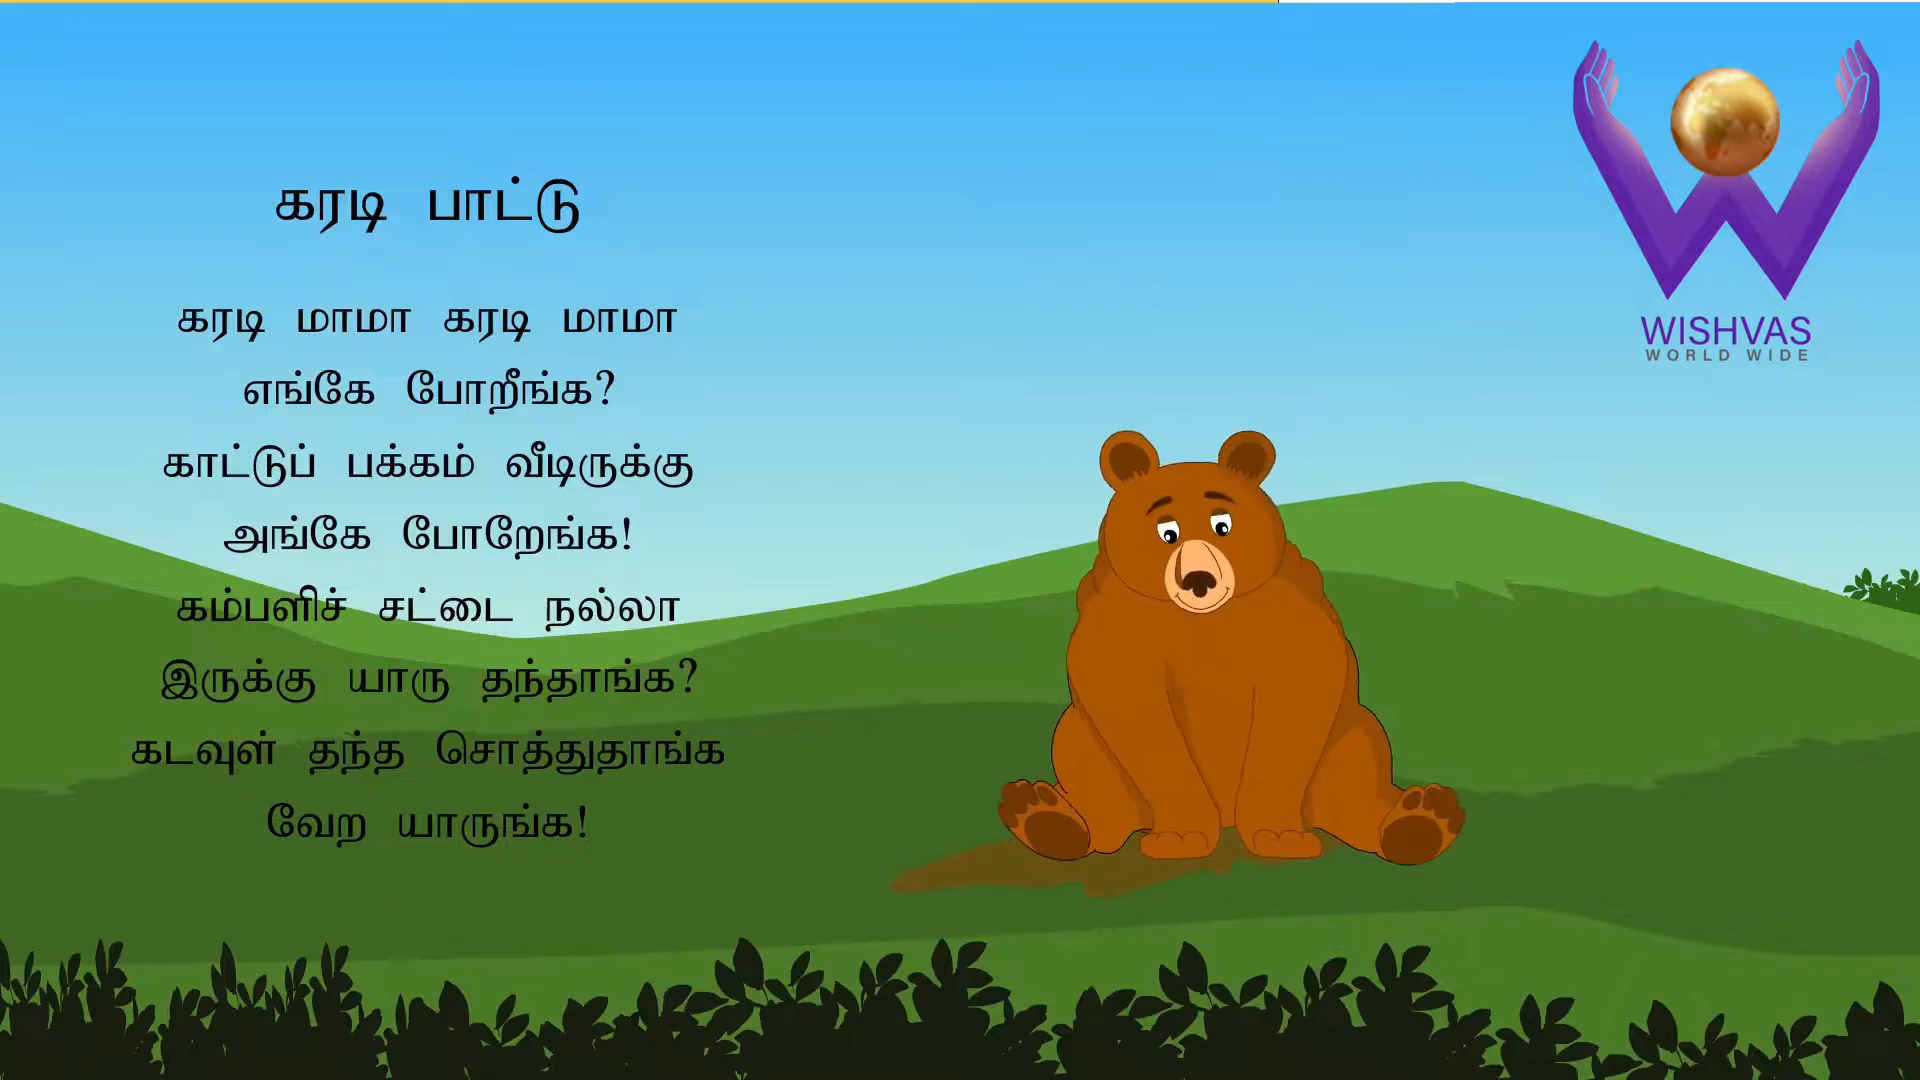 கரடி பாட்டு
கரடி மாமா கரடி மாமா
எங்கே போறீங்க?
காட்டுப் பக்கம் வீடிருக்கு
அங்கே போறேங்க!
கம்பளிச் சட்டை நல்லா
இருக்கு யாரு தந்தாங்க?
கடவுள் தந்த சொத்துதாங்க
வேற யாருங்க!
WISHVAS
WORLD WIDE